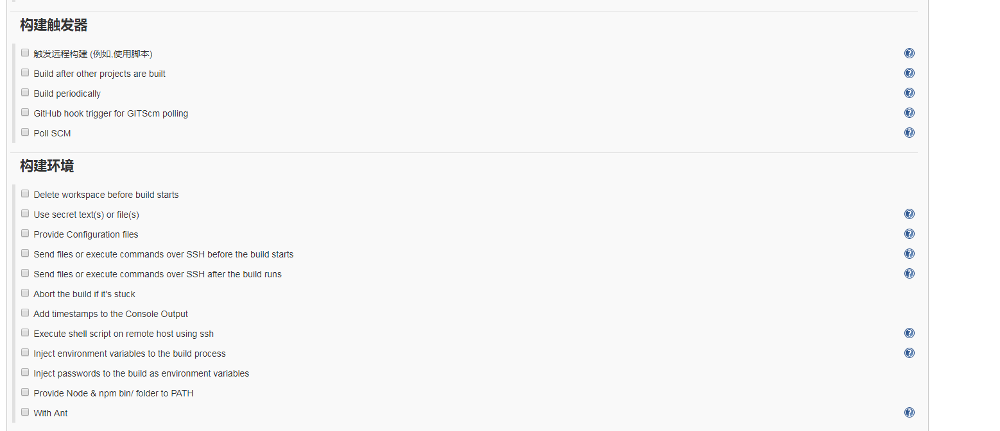 构建触发器
触发远程构建 (例如,使用脚本)
Build after other projects are built
Build periodically
GitHub hook trigger for GITScm polling
Poll SCM
构建环境
Delete workspace before build starts
Use secret text(s) or file(s)
Provide Configuration files
Send files or execute commands over SSH before the build starts
Send files or execute commands over SSH after the build runs
Abort the build if it's stuck
Add timestamps to the Console Output
Execute shell script on remote host using ssh
Inject environment variables to the build process
Inject passwords to the build as environment variables
Provide Node & npm bin/ folder to PATH
With Ant